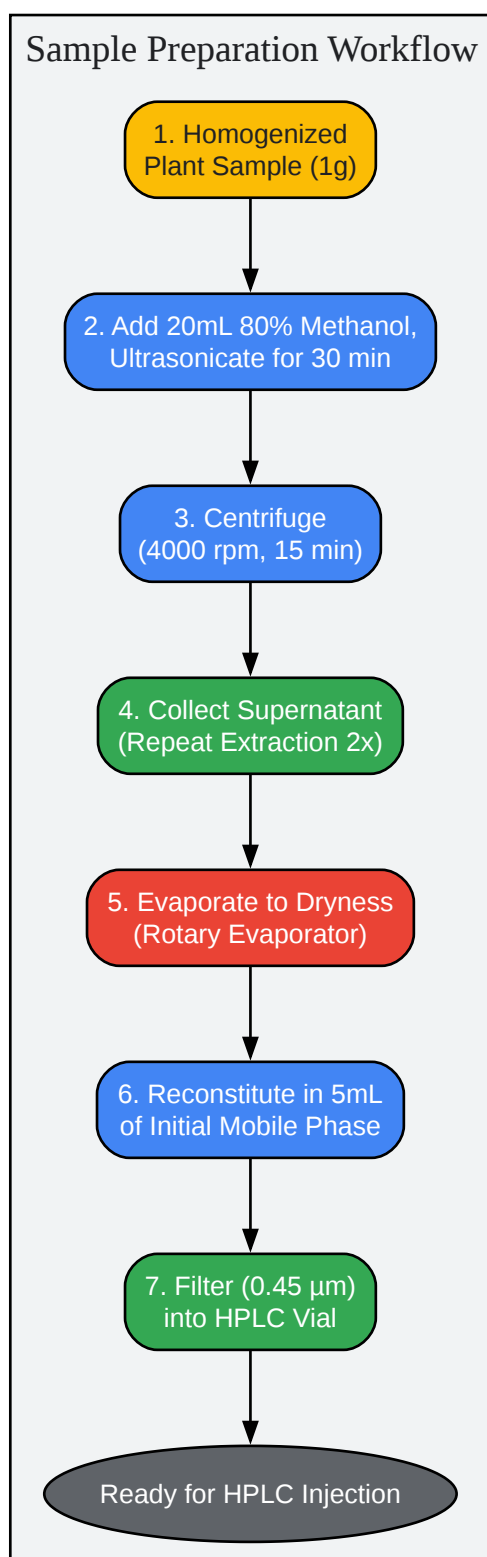 Sample Preparation Workflow
1. Homogenized
Plant Sample (1g)
2. Add 20mL 80% Methanol,
Ultrasonicate for 30 min
3. Centrifuge
(4000 rpm, 15 min)
4. Collect Supernatant
(Repeat Extraction 2x)
5. Evaporate to Dryness
(Rotary Evaporator)
6. Reconstitute in 5mL
of Initial Mobile Phase
7. Filter (0.45 µm)
into HPLC Vial
Ready for HPLC Injection